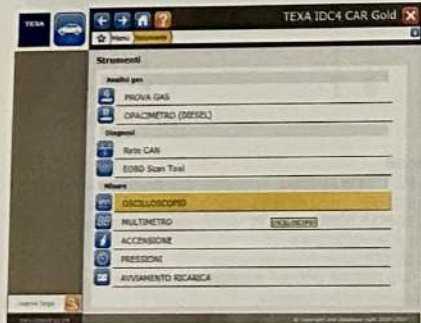 TEXA
TEXA IDC4 CAR Gold
Menu Strumenti
Strumenti
Analisi gas
PROVA GAS
OPACIMETRO (DIESEL)
Diagnosi
Rete CAN
EOBD Scan Tool
Misure
OSCILLOSCOPIO
MULTIMETRO
OSCILLOSCOPIO
ACCENSIONE
PRESSIONI
AVVIAMENTO RICARICA